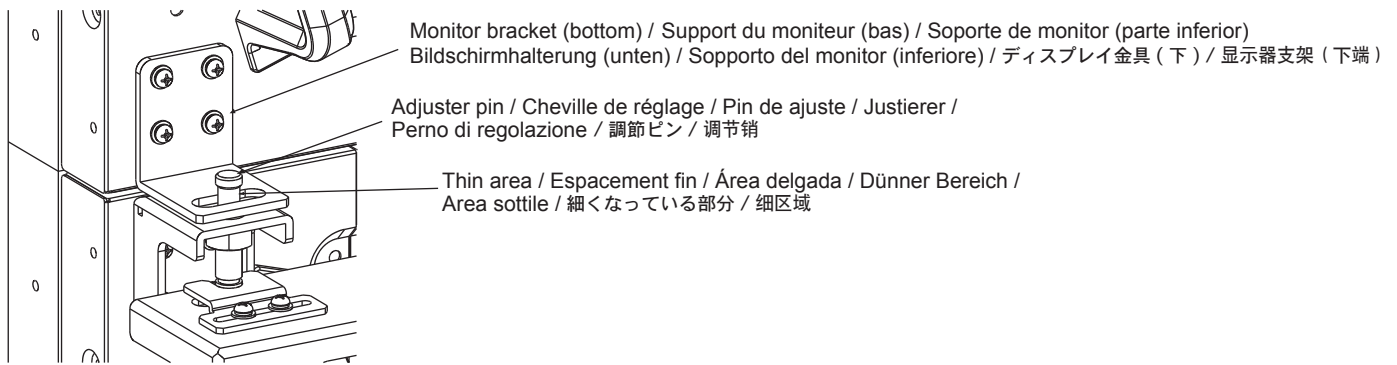 Monitor bracket (bottom) / Support du moniteur (bas) / Soporte de monitor (parte inferior)
Bildschirmhalterung (unten) / Sopporto del monitor (inferiore) / ディスプレイ金具 ( 下 ) / 显示器支架 ( 下端 )
Adjuster pin / Cheville de réglage / Pin de ajuste / Justierer /
Perno di regolazione / 調節ピン / 调节销
Thin area / Espacement fin / Área delgada / Dünner Bereich /
Area sottile / 細くなっている部分 / 细区域